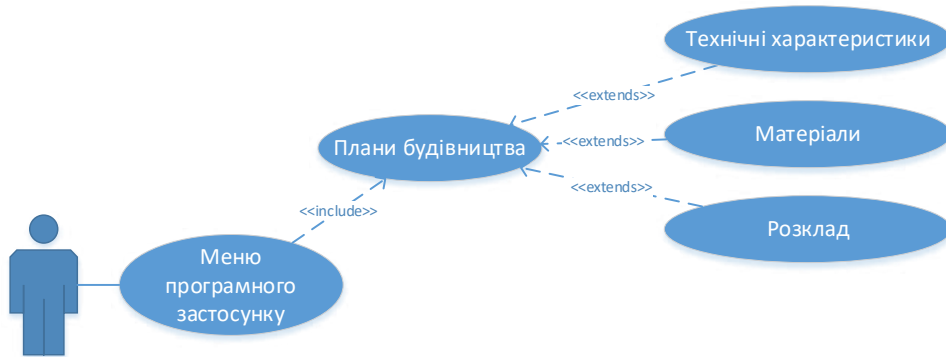 Технічні характеристики
<<extends>>
Плани будівництва
<<extends>>
Матеріали
<<extends>>
<<include>>
Розклад
Меню
програмного
застосунку